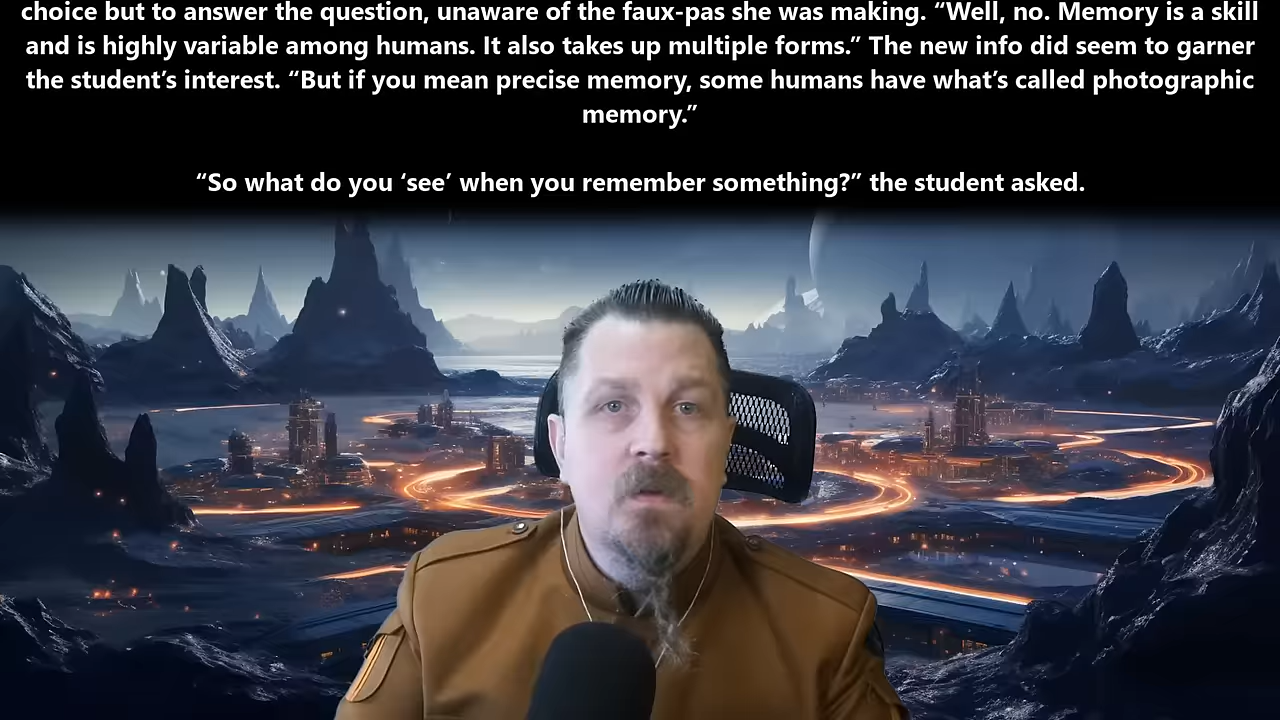 choice but to answer the question, unaware of the faux-pas she was making. “Well, no. Memory is a skill
and is highly variable among humans. It also takes up multiple forms.” The new info did seem to garner
the student’s interest. “But if you mean precise memory, some humans have what’s called photographic
memory.”
“So what do you ‘see’ when you remember something?” the student asked.